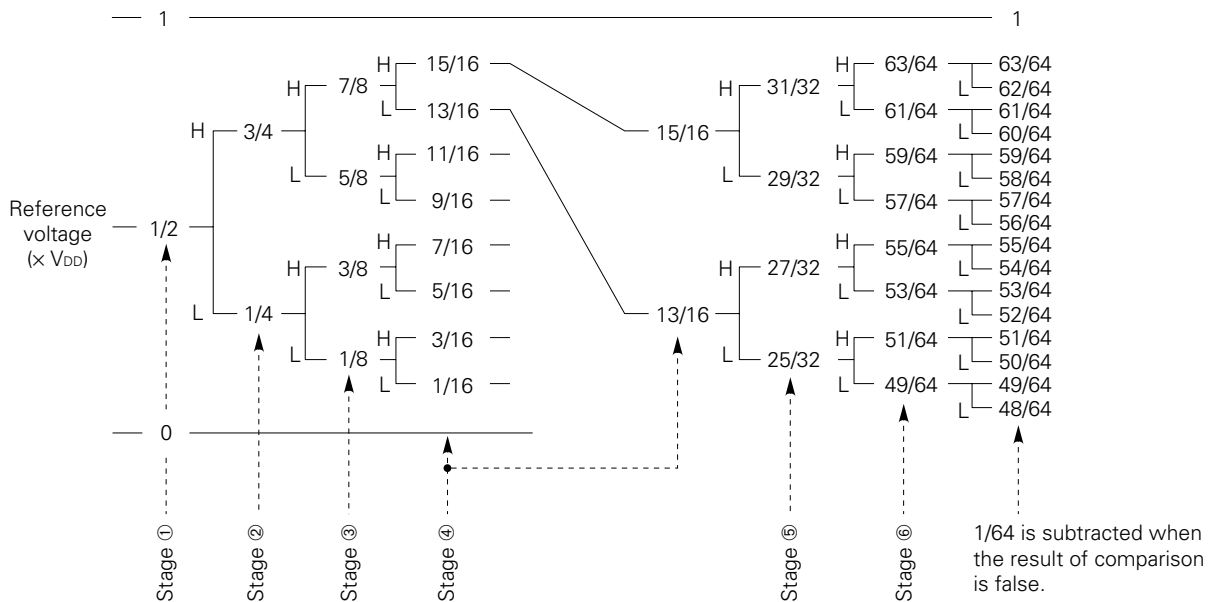 1 1
H 15/16 H 63/64 63/64
H 7/8 H 31/32 L 62/64
L 13/16 L 61/64 61/64
H 3/4 15/16 L 60/64
H 11/16 H 59/64 59/64
L 5/8 L 29/32 L 58/64
L 9/16 L 57/64 57/64
Reference
voltage
(× VDD)
1/2 L 56/64
H 7/16 H 55/64 55/64
H 3/8 H 27/32 L 54/64
L 5/16 L 53/64 53/64
L 1/4 13/16 L 52/64
H 3/16 H 51/64 51/64
L 1/8 L 25/32 L 50/64
L 1/16 L 49/64 49/64
L 48/64
0
Stage ①
Stage ②
Stage ③
Stage ④
Stage ⑤
Stage ⑥
1/64 is subtracted when
the result of comparison
is false.